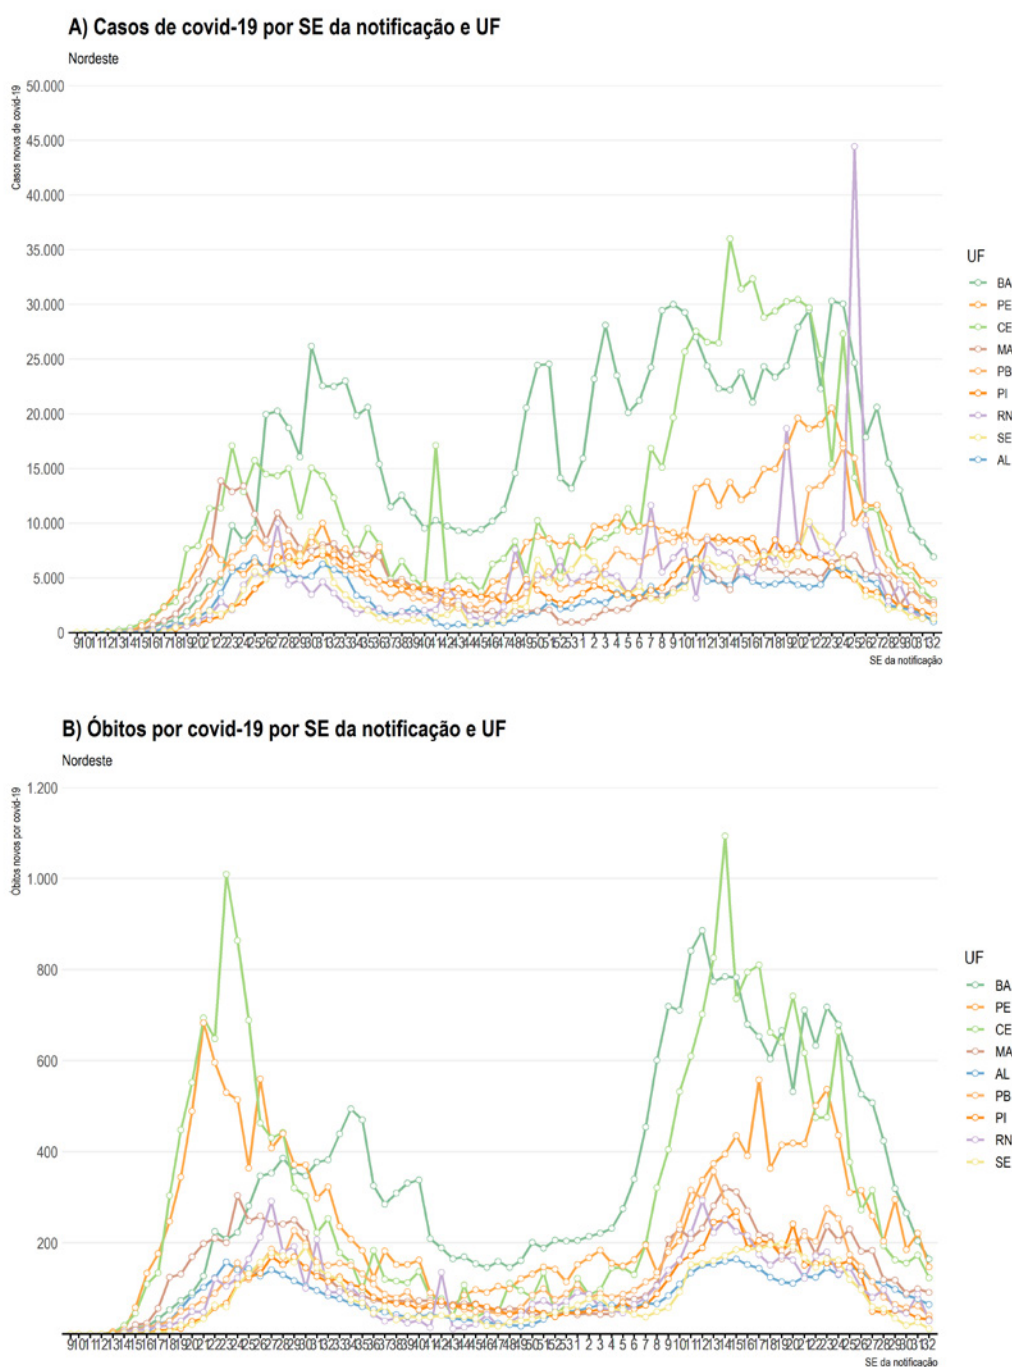 A) Casos de covid-19 por SE da notificação e UF
Nordeste
Casos novos de covid-19
50.000
45.000
40.000
35.000
30.000
25.000
20.000
15.000
10.000
5.000
0
SE da notificação
UF
BA
PE
CE
MA
PB
PI
RN
SE
AL
B) Óbitos por covid-19 por SE da notificação e UF
Nordeste
Óbitos novos por covid-19
1.200
1.000
800
600
400
200
SE da notificação
UF
BA
PE
CE
MA
AL
PB
PI
RN
SE